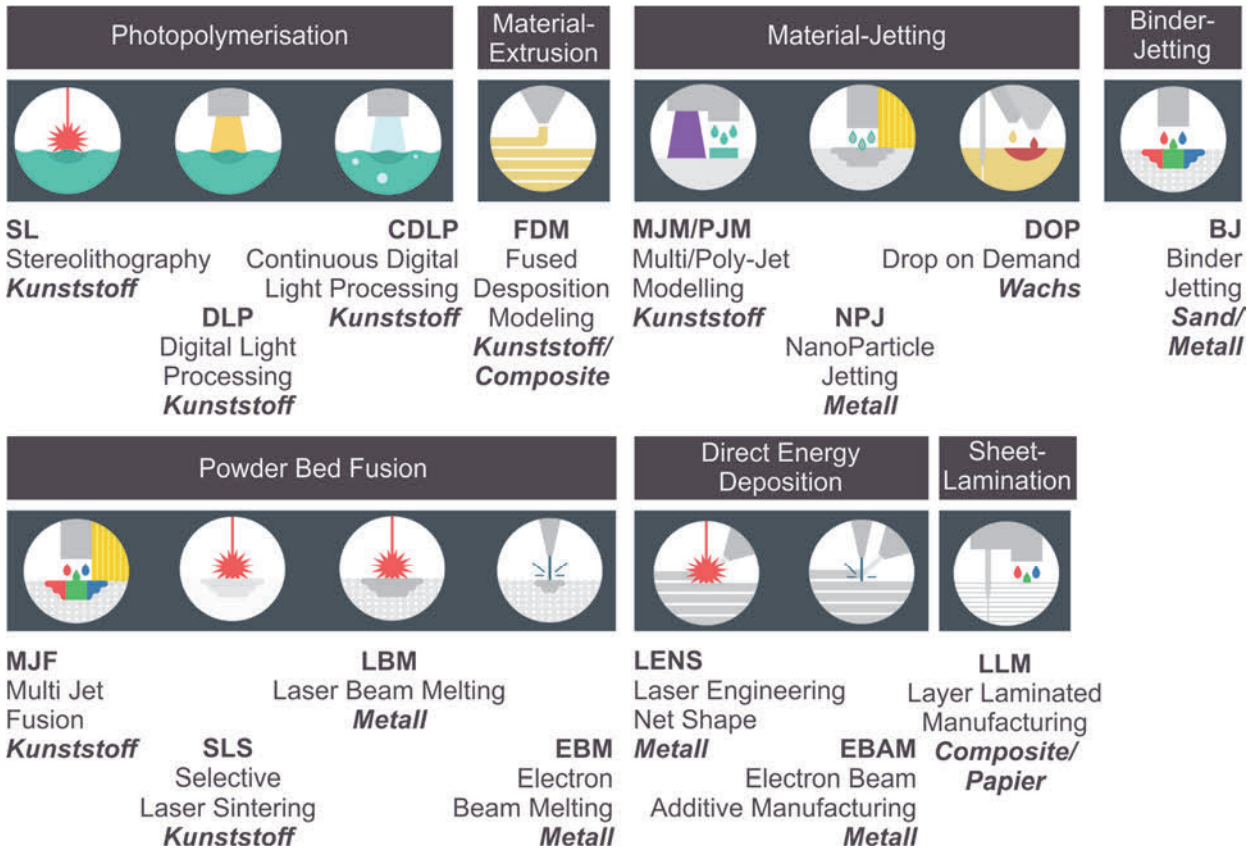 Photopolymerisation
Material-
Extrusion
Material-Jetting
Binder-
Jetting
SL
Stereolithography
Kunststoff
DLP
Digital Light
Processing
Kunststoff
CDLP
Continuous Digital
Light Processing
Kunststoff
FDM
Fused
Desposition
Modeling
Kunststoff/
Composite
MJM/PJM
Multi/Poly-Jet
Modelling
Kunststoff
NPJ
NanoParticle
Jetting
Metall
DOP
Drop on Demand
Wachs
BJ
Binder
Jetting
Sand/
Metall
Powder Bed Fusion
Direct Energy
Deposition
Sheet-
Lamination
MJF
Multi Jet
Fusion
Kunststoff
SLS
Selective
Laser Sintering
Kunststoff
LBM
Laser Beam Melting
Metall
EBM
Electron
Beam Melting
Metall
LENS
Laser Engineering
Net Shape
Metall
EBAM
Electron Beam
Additive Manufacturing
Metall
LLM
Layer Laminated
Manufacturing
Composite/
Papier